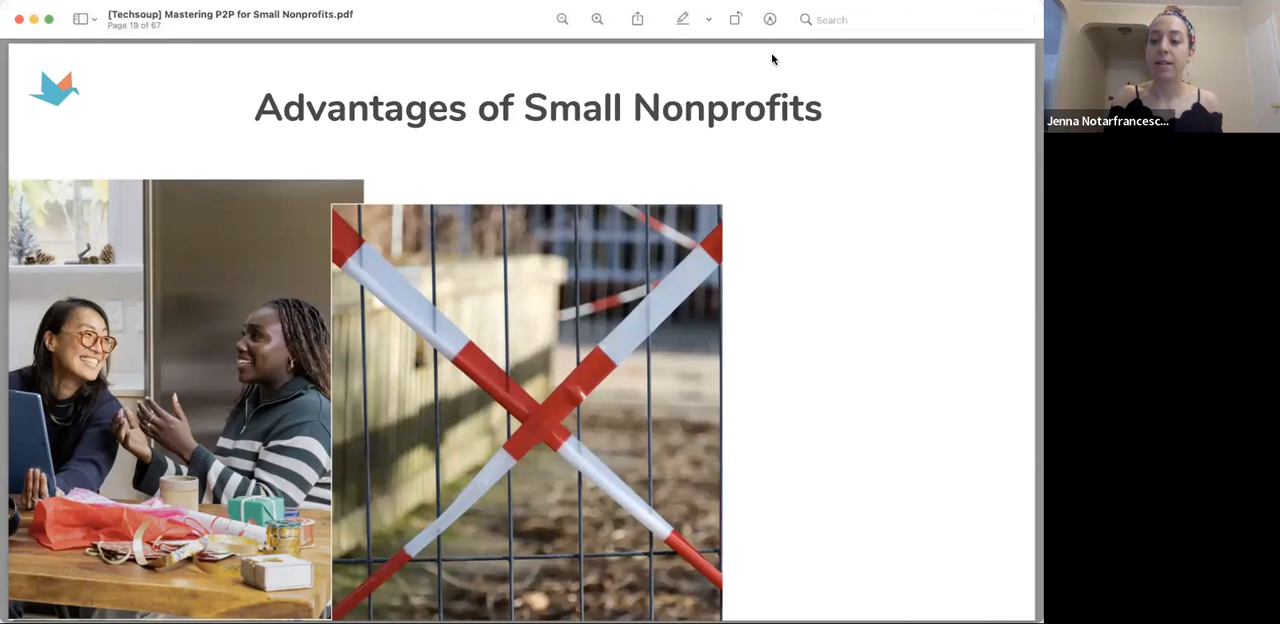 [Techsoup] Mastering P2P for Small Nonprofits.pdf
Page 19 of 67
Search
Advantages of Small Nonprofits
Jenna Notarfrancesc...